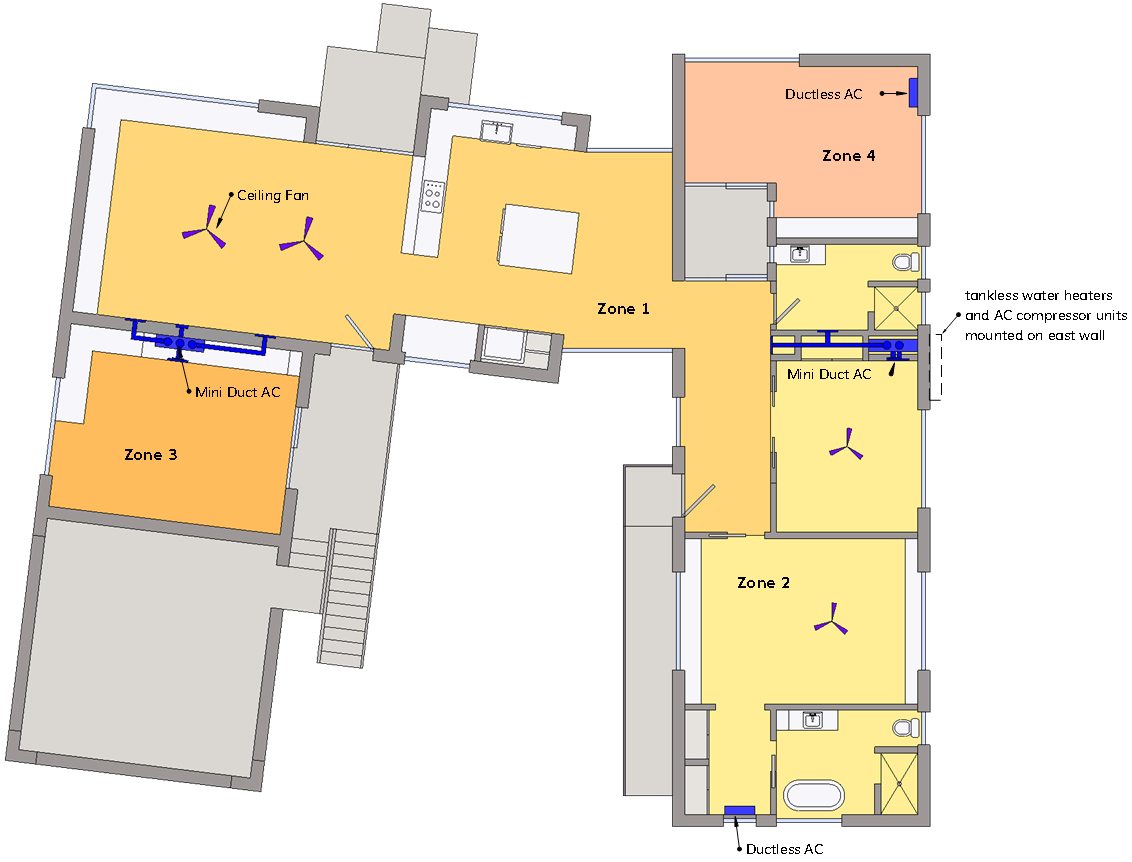 Ductless AC
Zone 4
Ceiling Fan
Zone 1
tankless water heaters
and AC compressor units
mounted on east wall
Mini Duct AC
Mini Duct AC
Zone 3
Zone 2
Ductless AC